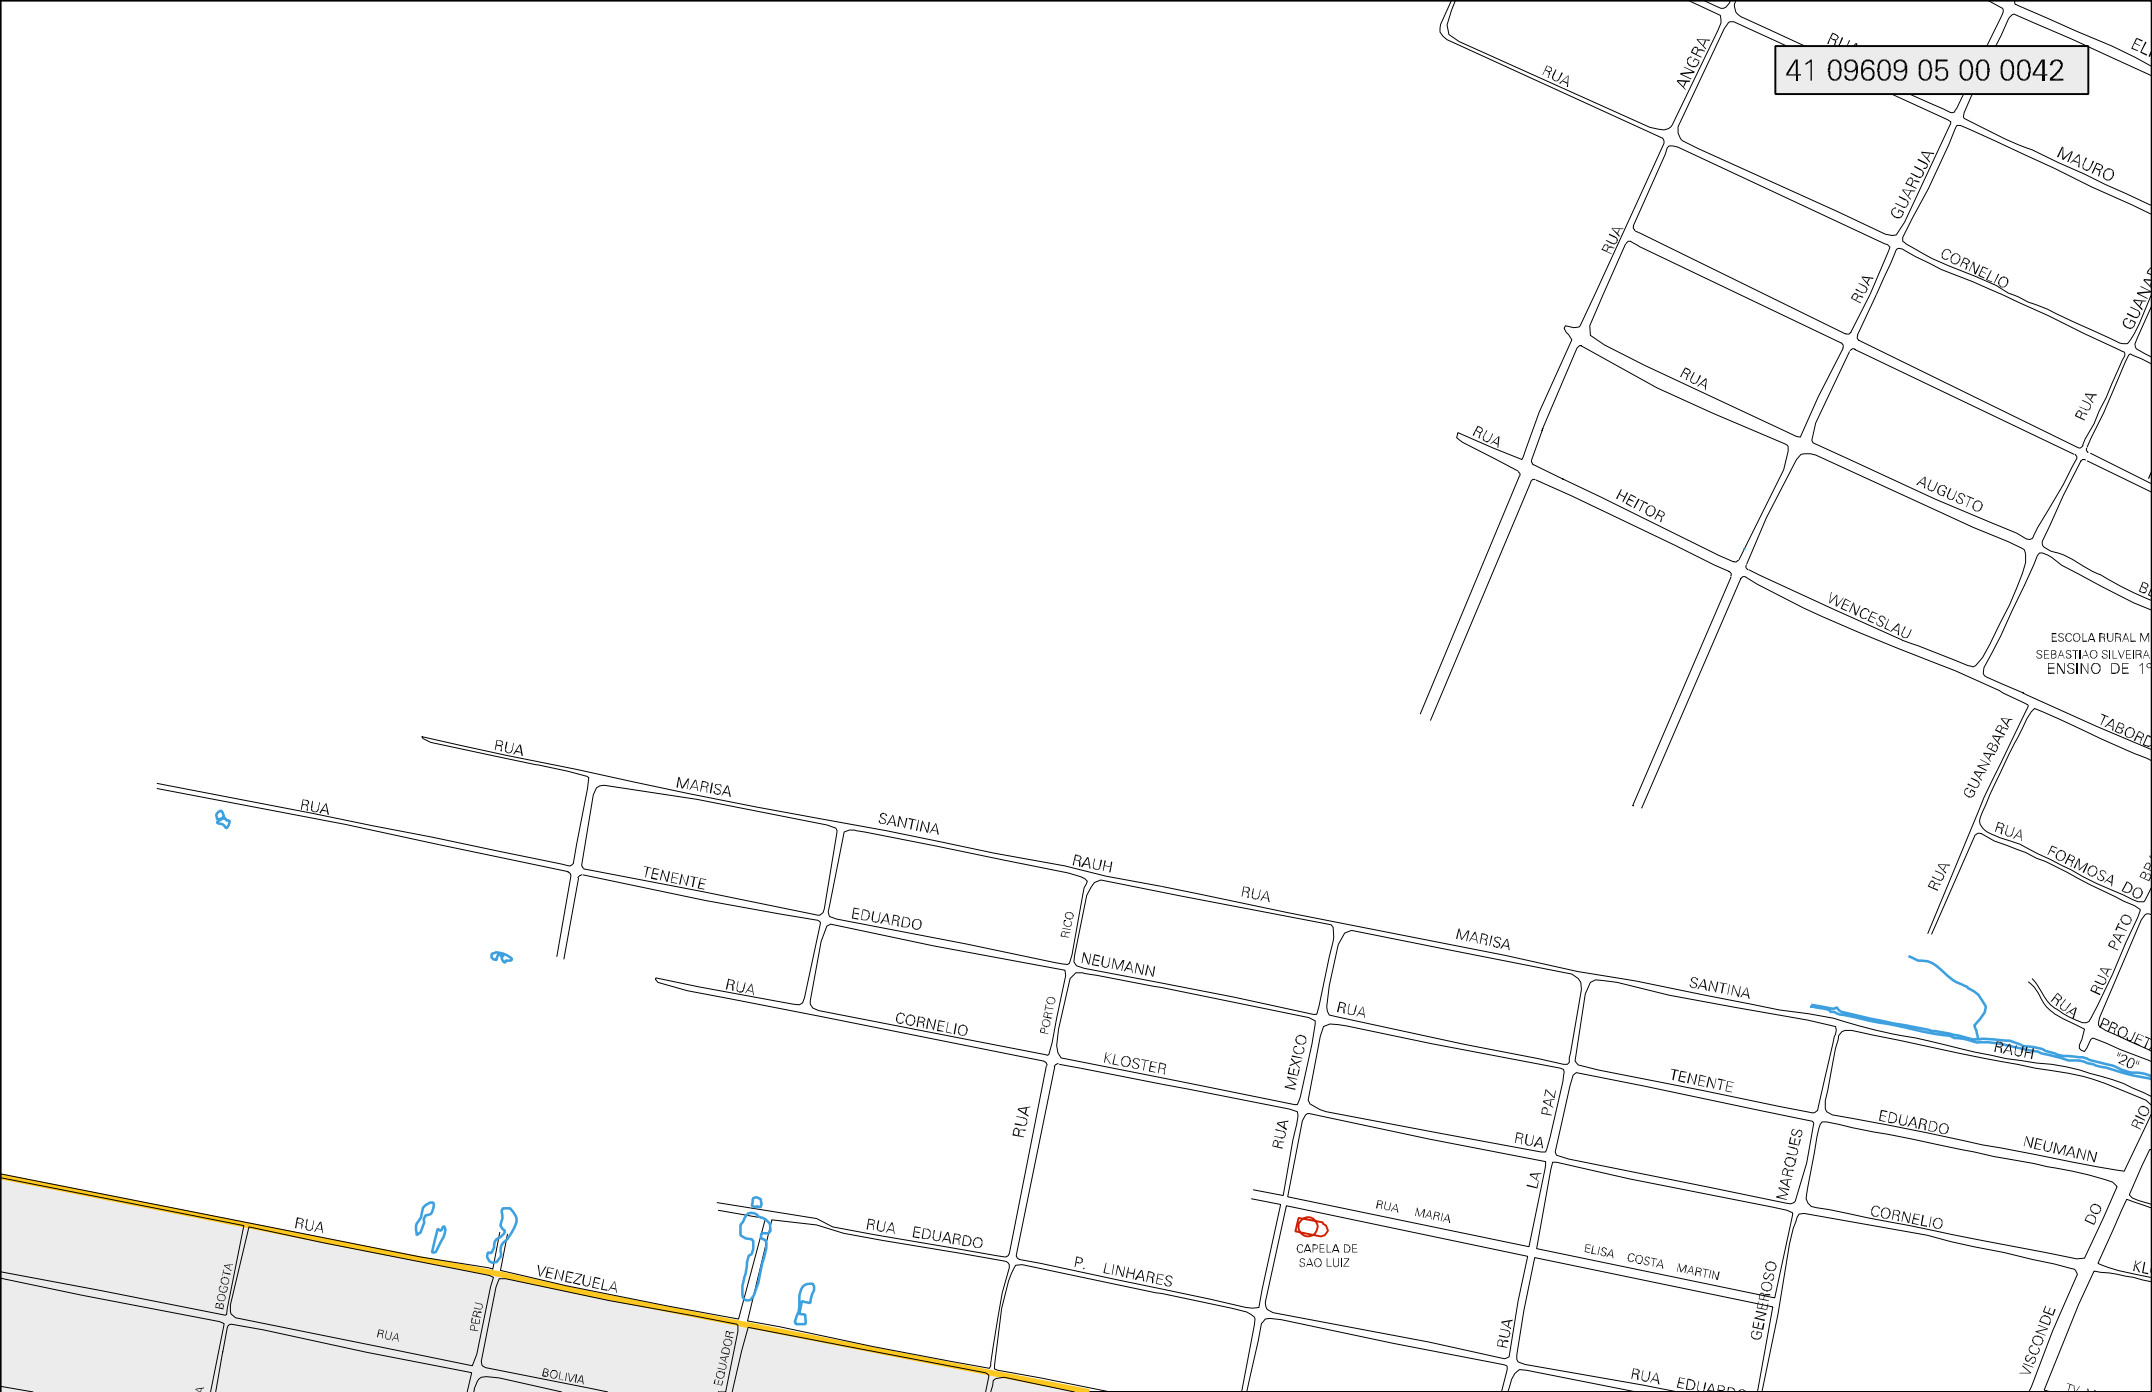 41 09609 05 00 0042
RUA
ANGRA
RUA
MAURO
GUARUJA
RUA
CORNELIO
RUA
RUA
RUA
RUA
HEITOR
AUGUSTO
WENCESLAU
ESCOLA RURAL M
SEBASTIAO SILVEIRA
ENSINO DE 1º
GUANABARA
RUA
MARISA
SANTINA
RAUH
RUA
MARISA
SANTINA
RAUH
RUA
TENENTE
EDUARDO
NEUMANN
RUA
TENENTE
EDUARDO
NEUMANN
RUA
FORMOSA DO
RUA
PATO
RUA
RUA
"20"
RICO
PORTO
RUA
RUA
CORNELIO
KLOSTER
RUA
CORNELIO
MEXICO
RUA
PAZ
LA
RUA
MARQUES
GENEROSO
RIO
DO
VISCONDE
RUA MARIA
ELISA COSTA MARTIN
CAPELA DE
SAO LUIZ
RUA EDUARDO
P. LINHARES
RUA
VENEZUELA
BOGOTA
PERU
EQUADOR
RUA
BOLIVIA
RUA